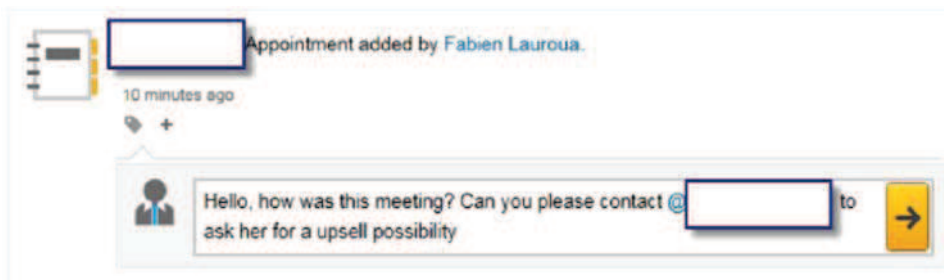 Appointment added by Fabien Lauroua.
10 minutes ago
Hello, how was this meeting? Can you please contact @ to
ask her for a upsell possibility